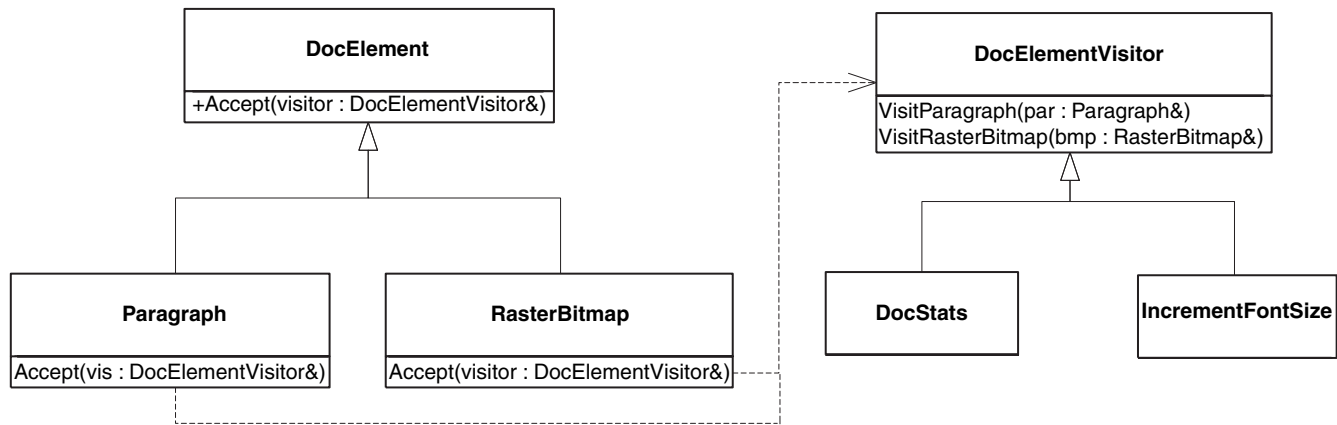 DocElement
+Accept(visitor : DocElementVisitor&)
DocElementVisitor
VisitParagraph(par : Paragraph&)
VisitRasterBitmap(bmp : RasterBitmap&)
Paragraph
Accept(vis : DocElementVisitor&)
RasterBitmap
Accept(visitor : DocElementVisitor&)
DocStats
IncrementFontSize